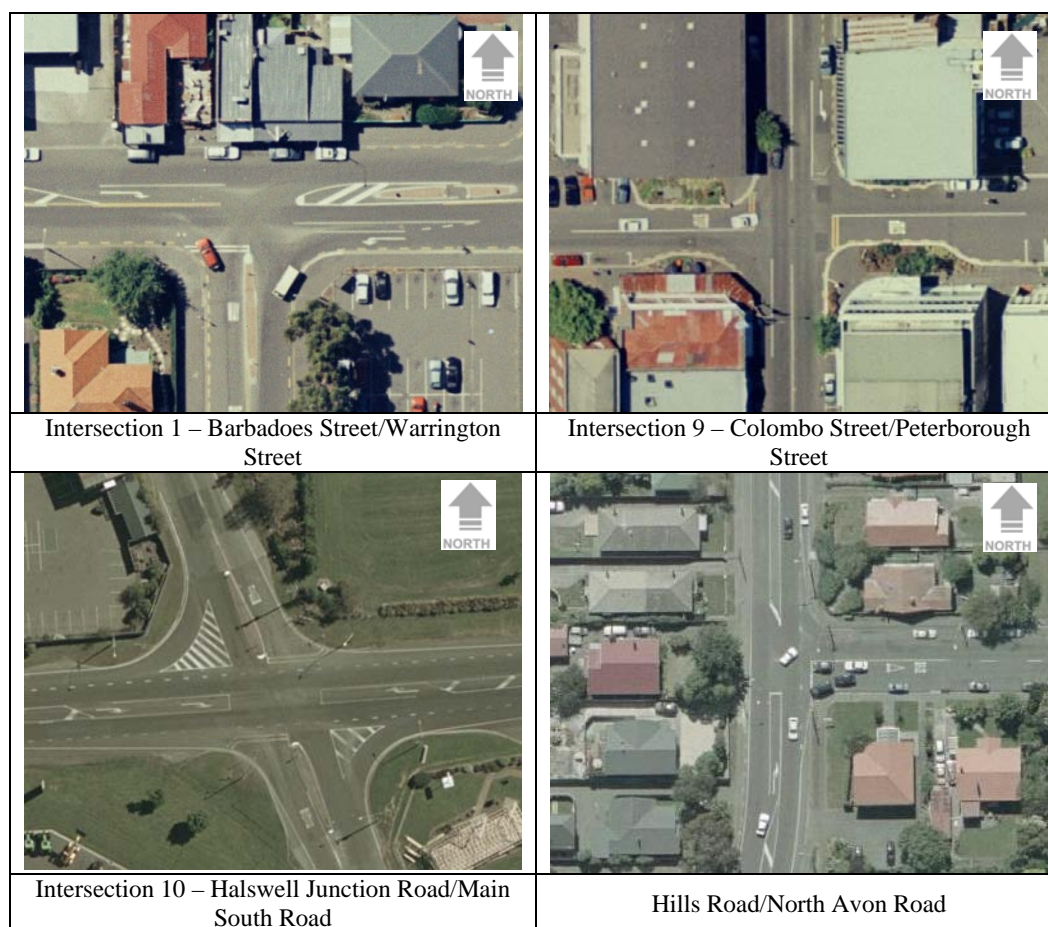 NORTH
NORTH
Intersection 1 – Barbadoes Street/Warrington
Street
Intersection 9 – Colombo Street/Peterborough
Street
NORTH
NORTH
Intersection 10 – Halswell Junction Road/Main
South Road
Hills Road/North Avon Road